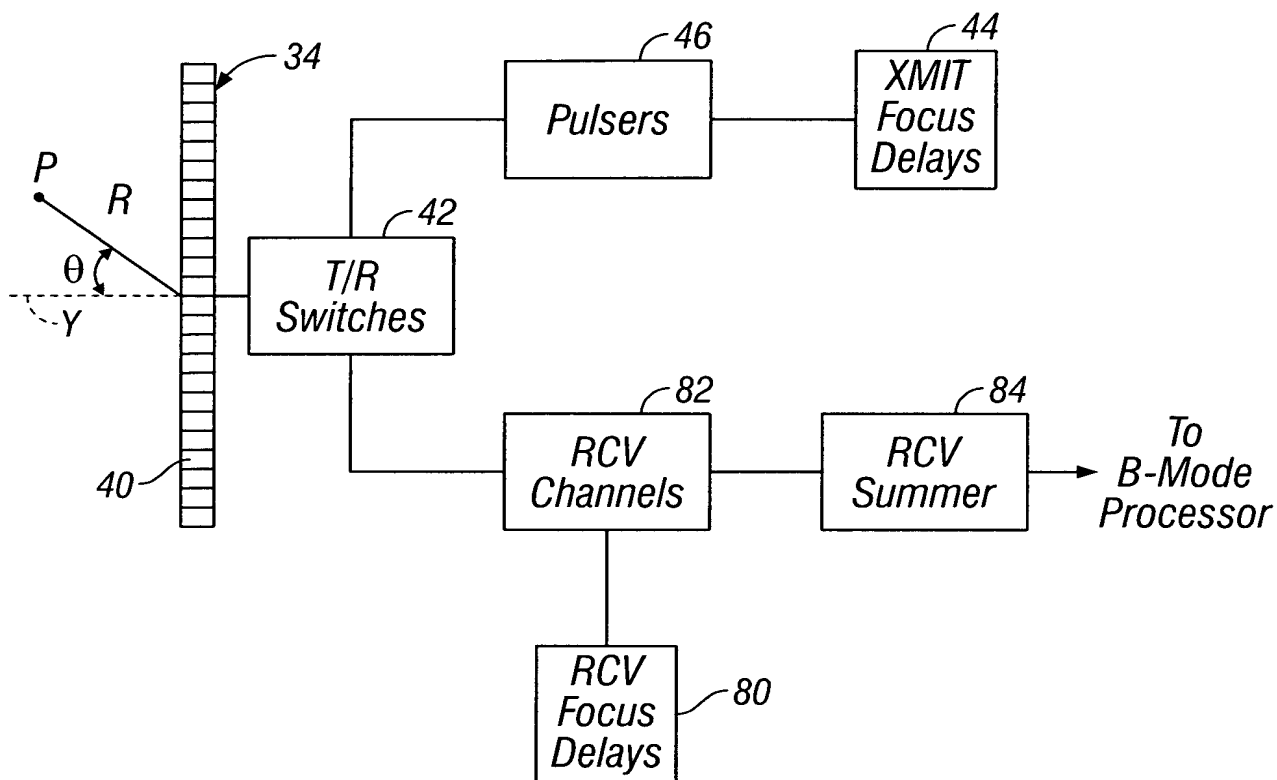 34
46
44
Pulsers
XMIT
Focus
Delays
P
R
θ
Y
42
T/R
Switches
40
82
RCV
Channels
84
RCV
Summer
To
B-Mode
Processor
RCV
Focus
Delays
80